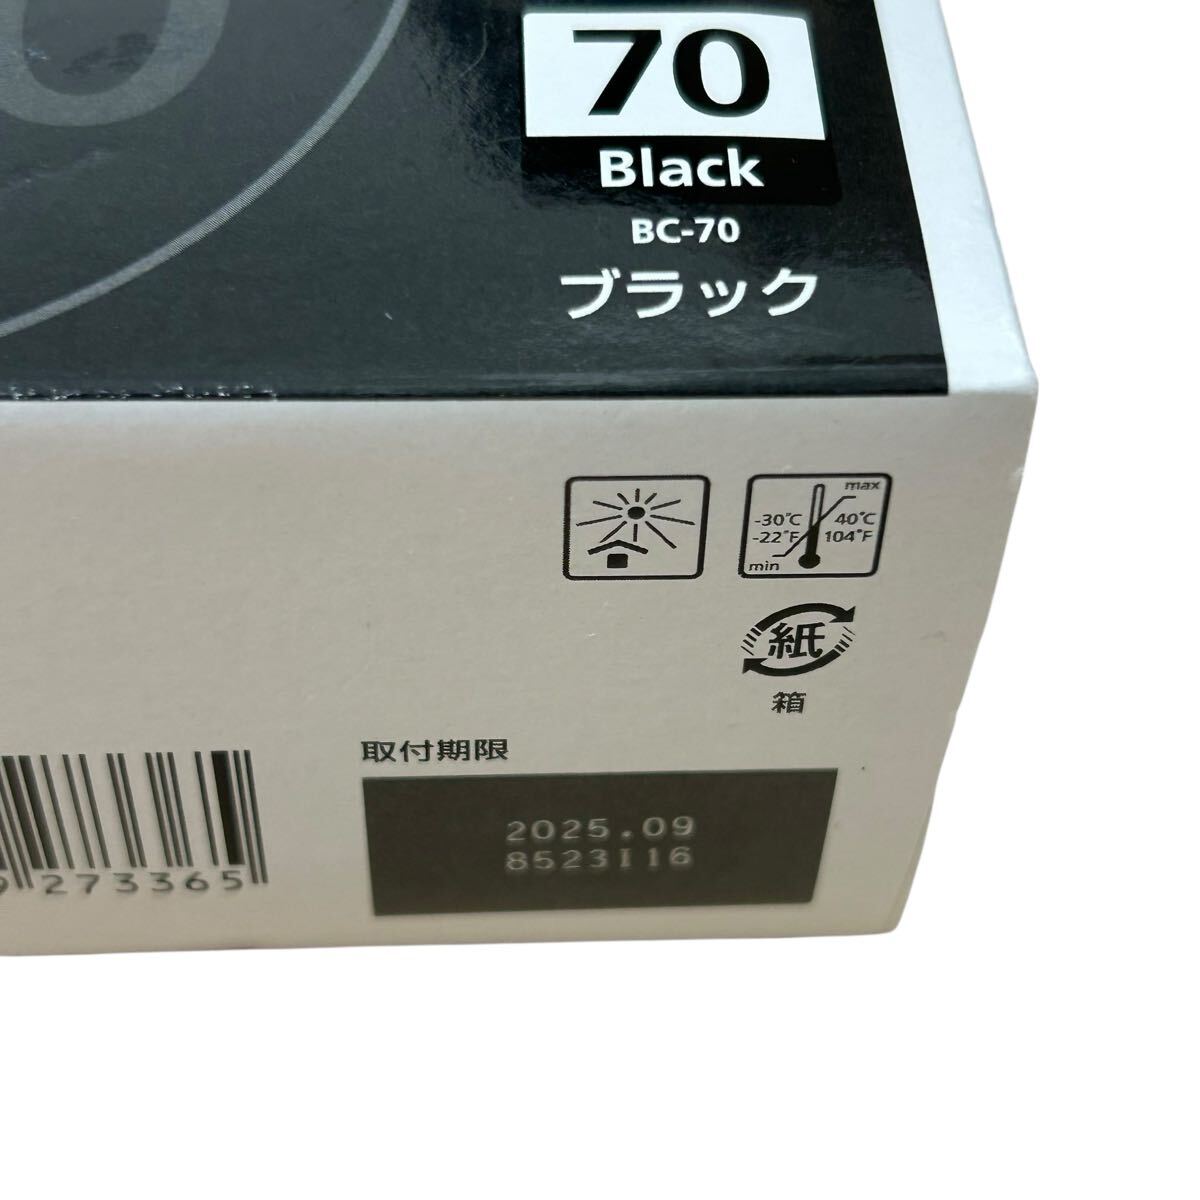 70
Black
BC-70
ブラック
max
-30°C 40°C
-22°F 104°F
min
紙
箱
取付期限
2025.09
8523I16
273365